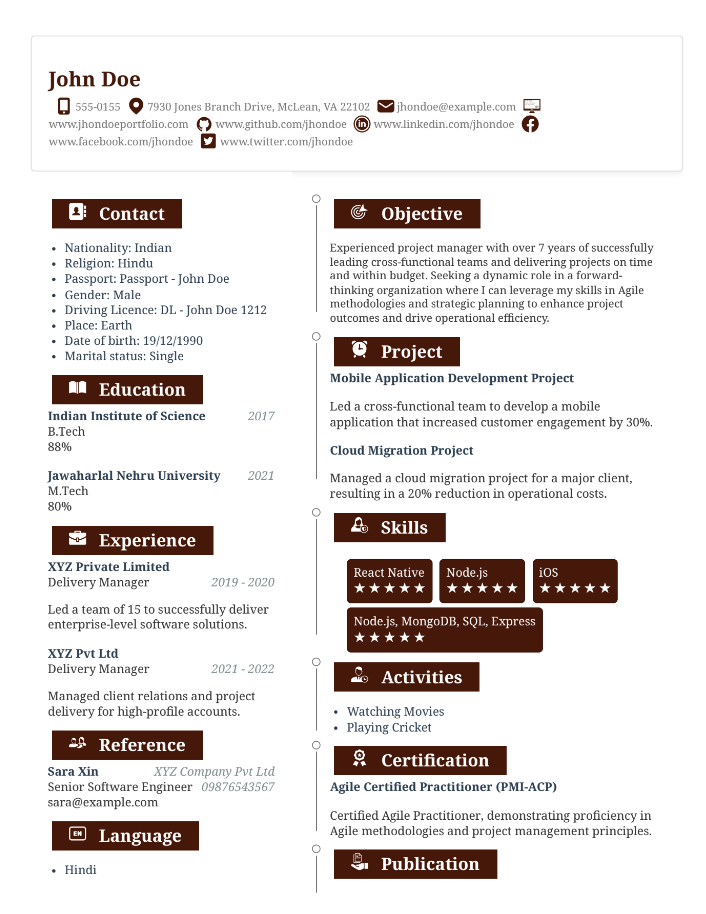 John Doe
555-0155 7930 Jones Branch Drive, McLean, VA 22102 jhondoe@example.com
www.jhondoeportfolio.com www.github.com/jhondoe www.linkedin.com/jhondoe
www.facebook.com/jhondoe www.twitter.com/jhondoe
Contact
• Nationality: Indian
• Religion: Hindu
• Passport: Passport - John Doe
• Gender: Male
• Driving Licence: DL - John Doe 1212
• Place: Earth
• Date of birth: 19/12/1990
• Marital status: Single
Education
Indian Institute of Science 2017
B.Tech
88%
Jawaharlal Nehru University 2021
M.Tech
80%
Experience
XYZ Private Limited
Delivery Manager 2019 - 2020
Led a team of 15 to successfully deliver
enterprise-level software solutions.
XYZ Pvt Ltd
Delivery Manager 2021 - 2022
Managed client relations and project
delivery for high-profile accounts.
Reference
Sara Xin XYZ Company Pvt Ltd
Senior Software Engineer 09876543567
sara@example.com
EN Language
• Hindi
Objective
Experienced project manager with over 7 years of successfully
leading cross-functional teams and delivering projects on time
and within budget. Seeking a dynamic role in a forward-
thinking organization where I can leverage my skills in Agile
methodologies and strategic planning to enhance project
outcomes and drive operational efficiency.
Project
Mobile Application Development Project
Led a cross-functional team to develop a mobile
application that increased customer engagement by 30%.
Cloud Migration Project
Managed a cloud migration project for a major client,
resulting in a 20% reduction in operational costs.
Skills
React Native Node.js iOS
★★★★★ ★★★★★ ★★★★★
Node.js, MongoDB, SQL, Express
★★★★★
Activities
• Watching Movies
• Playing Cricket
Certification
Agile Certified Practitioner (PMI-ACP)
Certified Agile Practitioner, demonstrating proficiency in
Agile methodologies and project management principles.
Publication